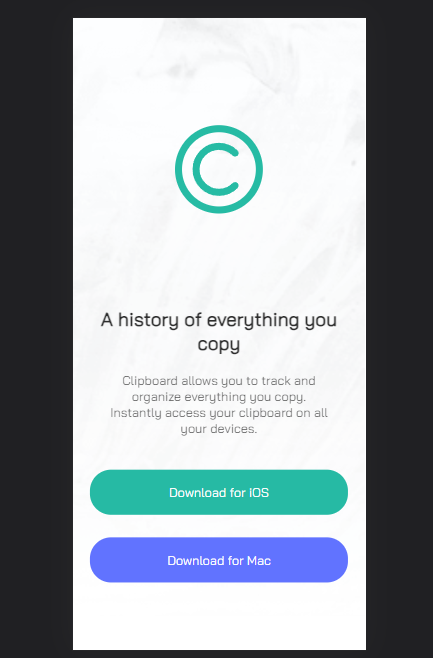 A history of everything you
copy
Clipboard allows you to track and
organize everything you copy.
Instantly access your clipboard on all
your devices.
Download for IOS
Download for Mac